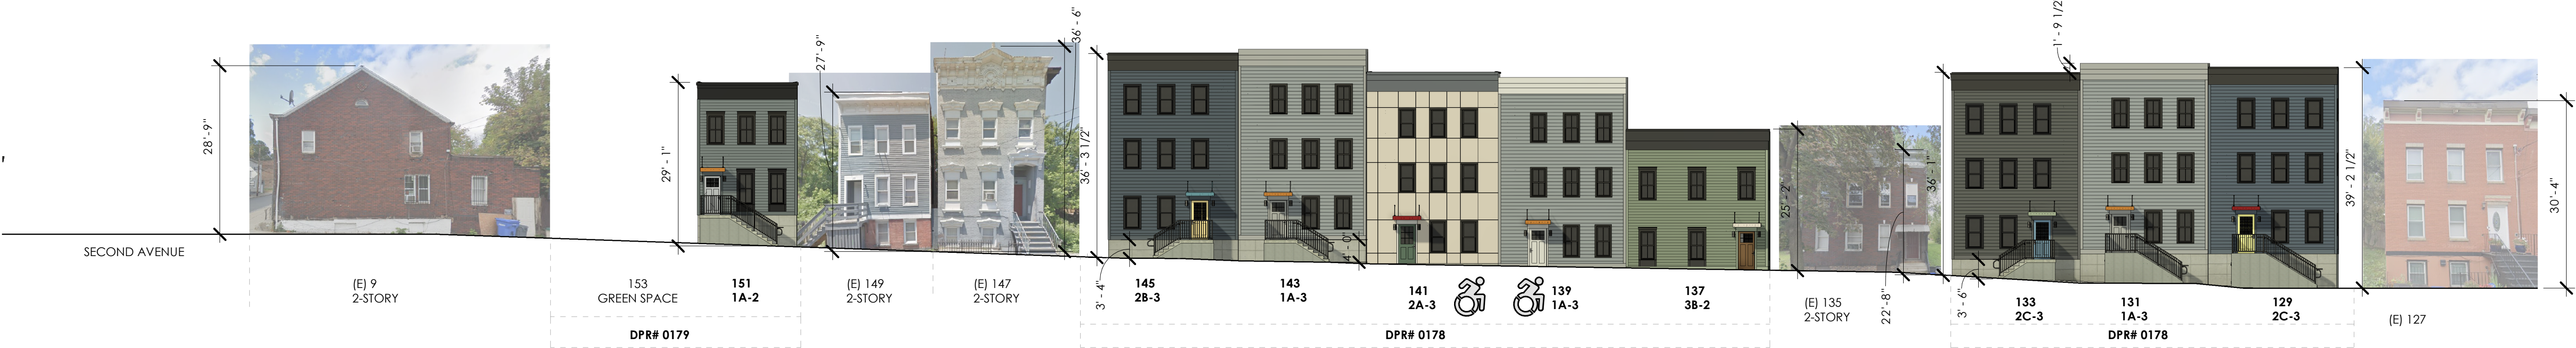 28' - 9"
29' - 1"
27' - 9"
36' - 6"
36' - 3 1/2"
3' - 4"
4' - 0"
25' - 2"
22' - 8"
36' - 1"
3' - 6"
1' - 9 1/2
39' - 2 1/2"
30' - 4"
SECOND AVENUE
(E) 9
2-STORY
153
GREEN SPACE
151
1A-2
DPR# 0179
(E) 149
2-STORY
(E) 147
2-STORY
145
2B-3
143
1A-3
141
2A-3
139
1A-3
137
3B-2
DPR# 0178
(E) 135
2-STORY
133
2C-3
131
1A-3
129
2C-3
DPR# 0178
(E) 127